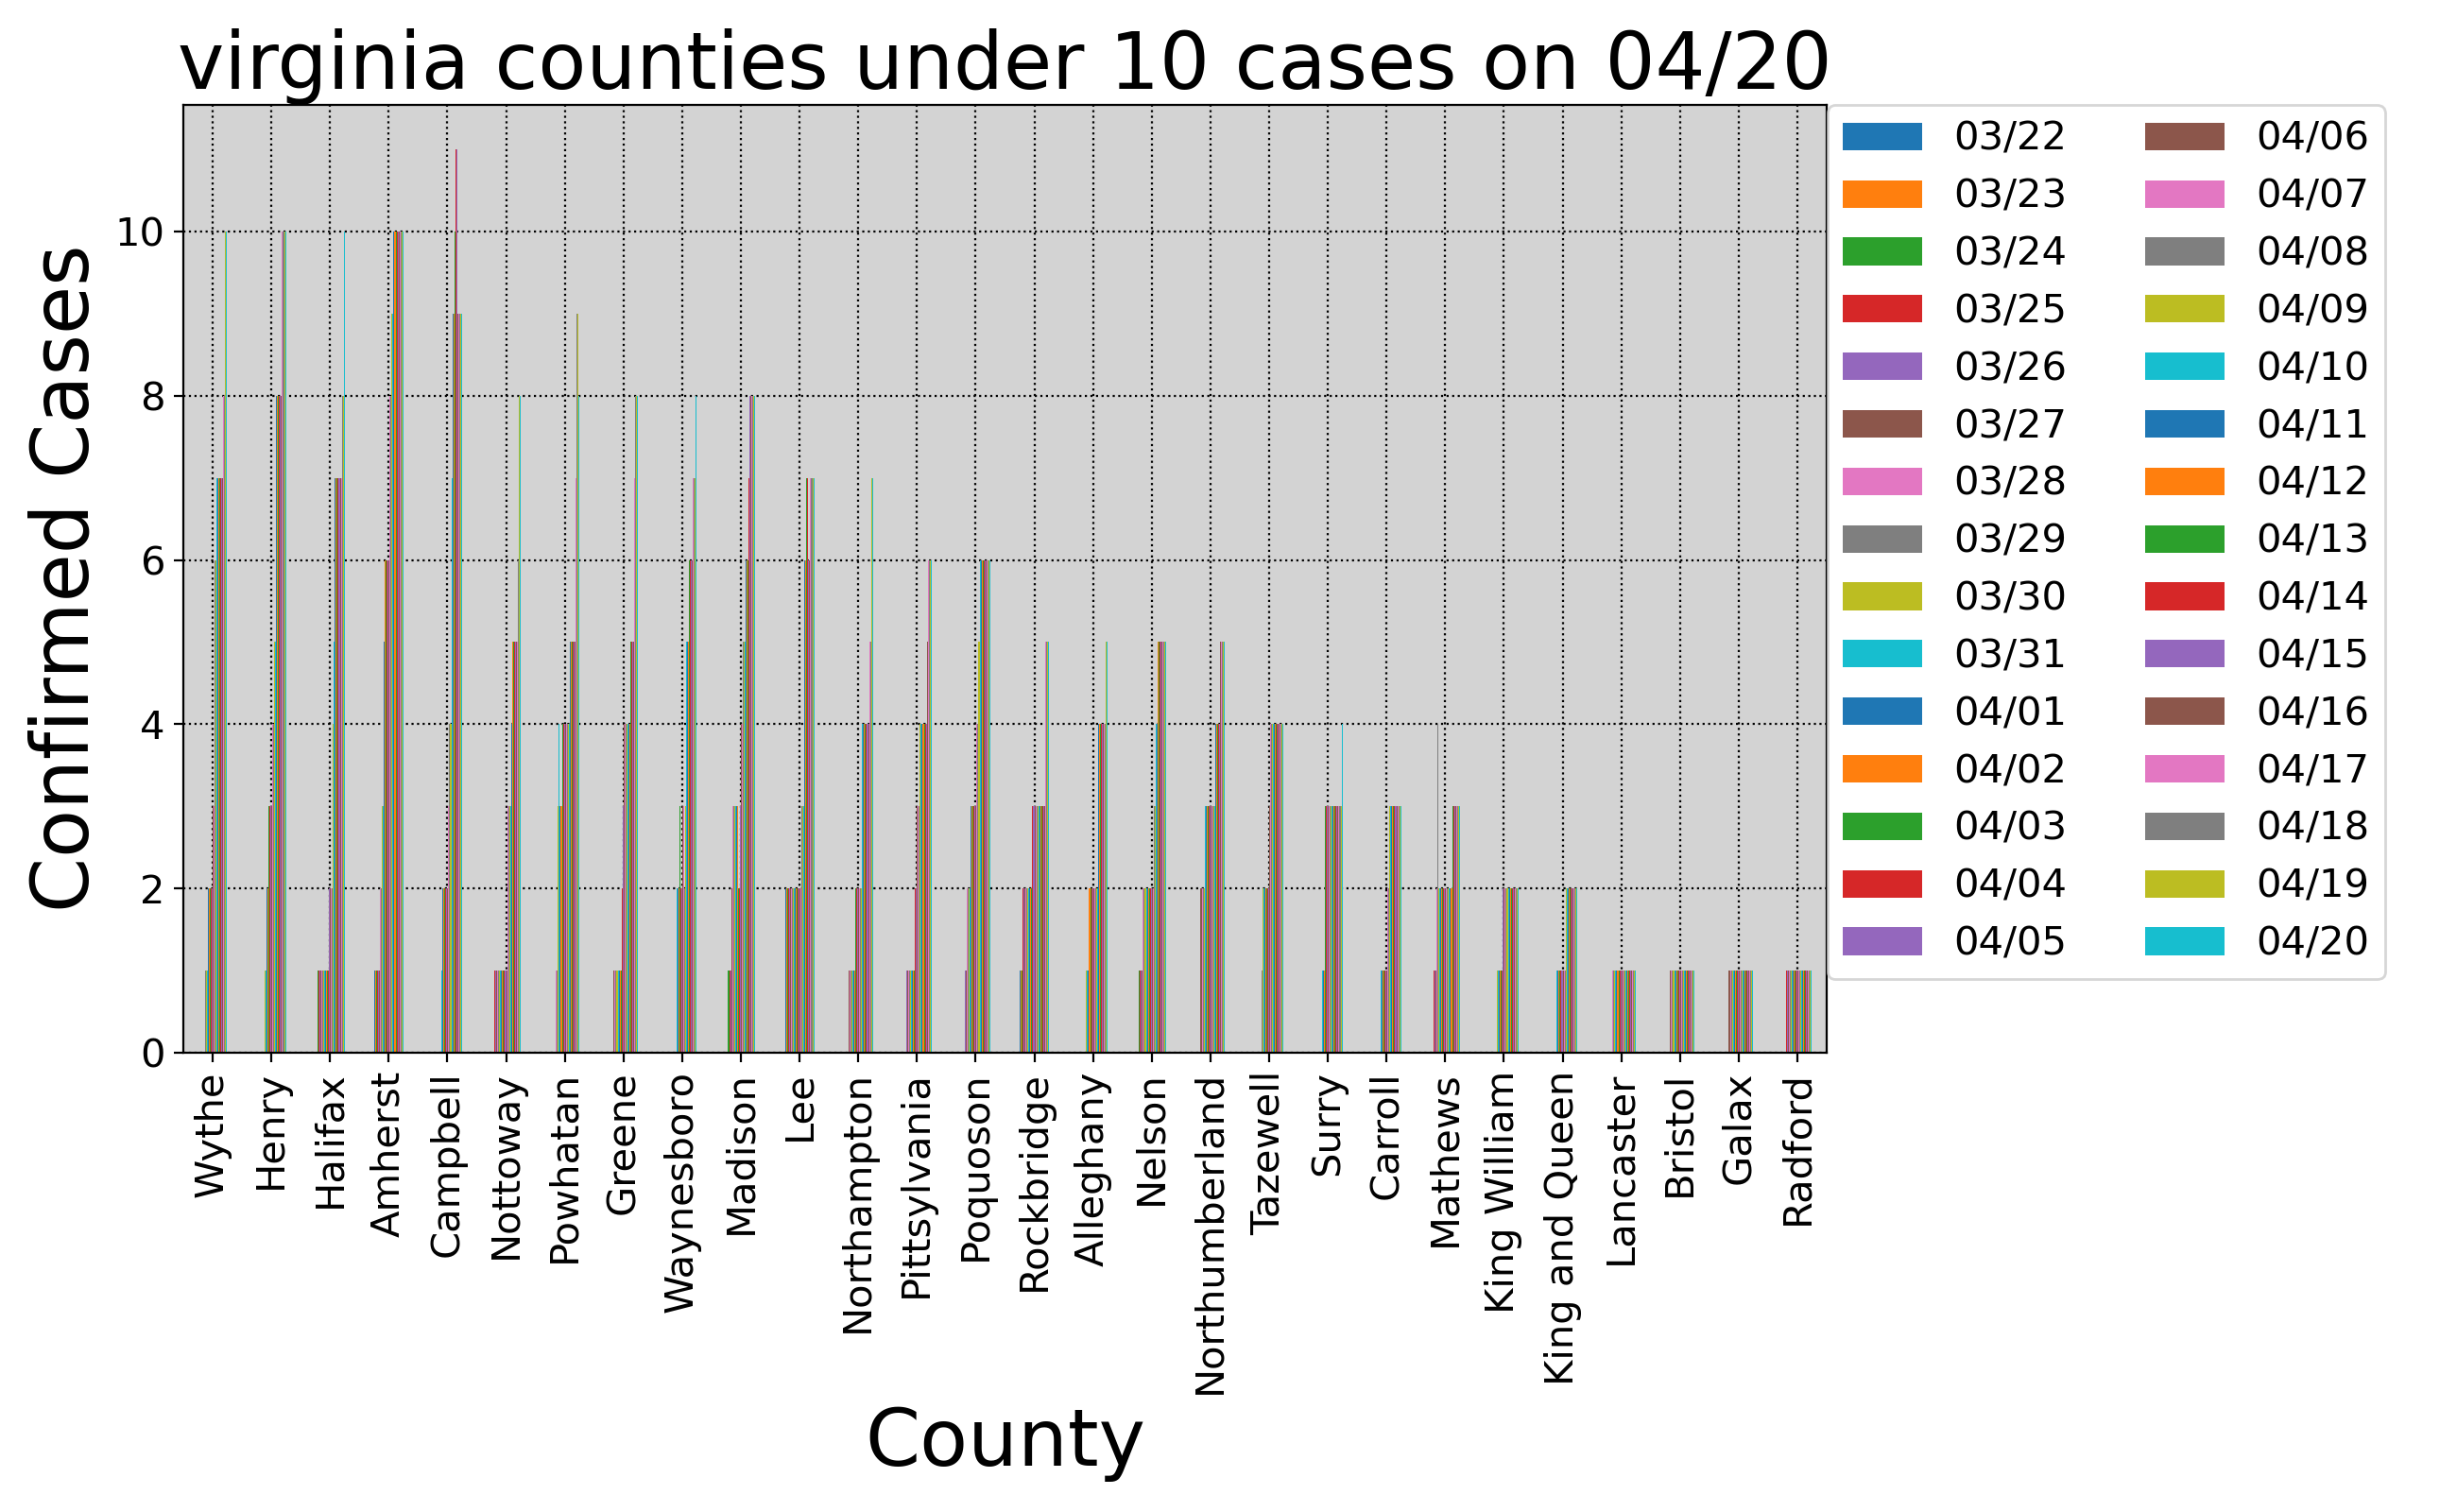 virginia counties under 10 cases on 04/20
Confirmed Cases
10
8
6
4
2
0
Wythe
Henry
Halifax
Amherst
Campbell
Nottoway
Powhatan
Greene
Waynesboro
Madison
Lee
Northampton
Pittsylvania
Poquoson
Rockbridge
Alleghany
Nelson
Northumberland
Tazewell
Surry
Carroll
Mathews
King William
King and Queen
Lancaster
Bristol
Galax
Radford
County
03/22
03/23
03/24
03/25
03/26
03/27
03/28
03/29
03/30
03/31
04/01
04/02
04/03
04/04
04/05
04/06
04/07
04/08
04/09
04/10
04/11
04/12
04/13
04/14
04/15
04/16
04/17
04/18
04/19
04/20